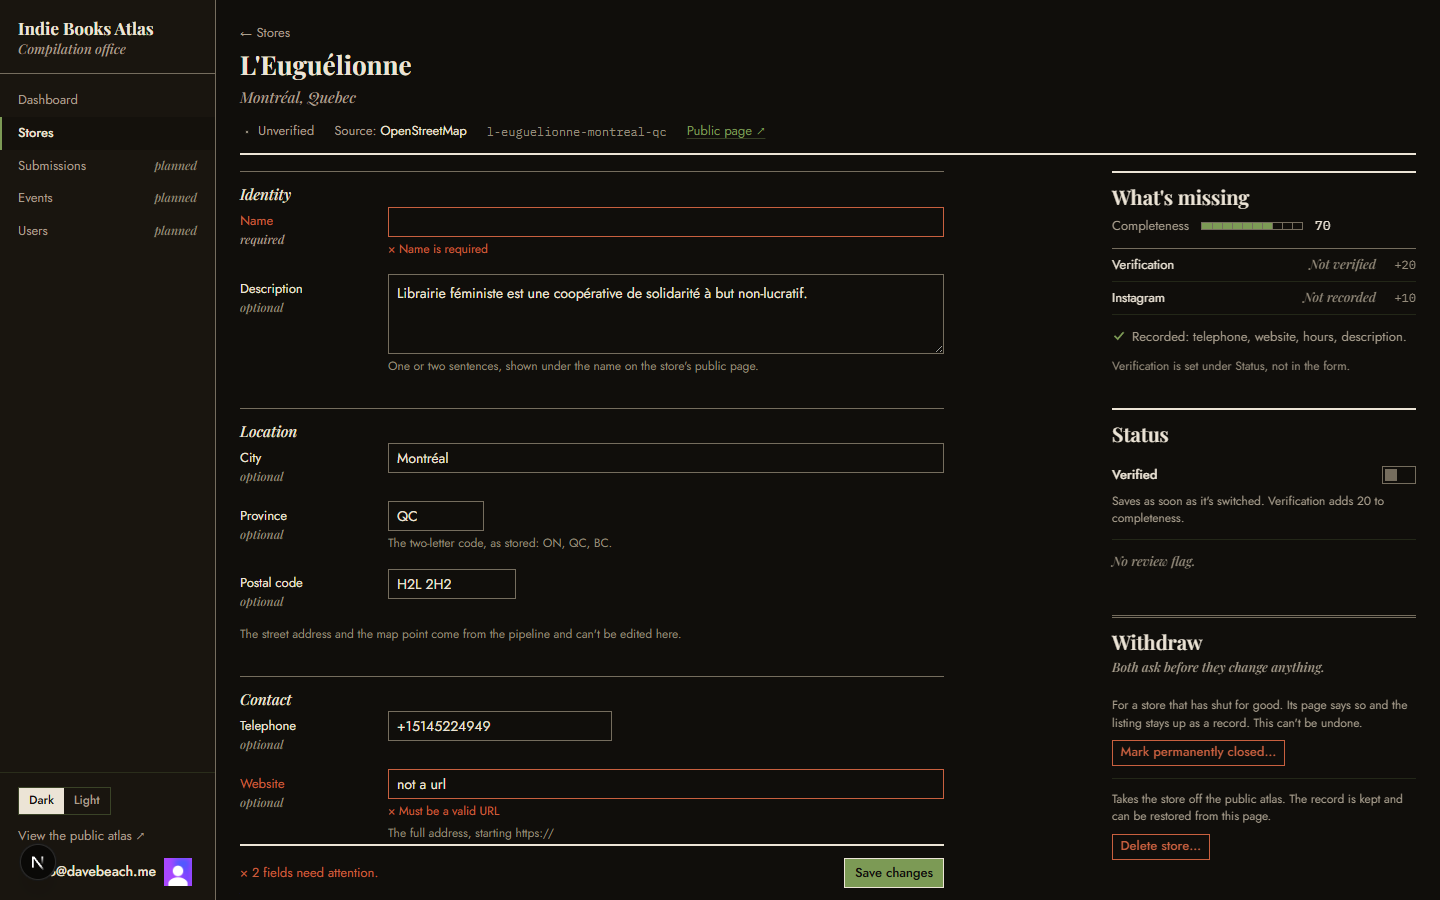 Indie Books Atlas
Compilation office
Dashboard
Stores
Submissions planned
Events planned
Users planned
Dark Light
View the public atlas ↗
N @davebeach.me
← Stores
L'Euguélionne
Montréal, Quebec
· Unverified Source: OpenStreetMap l-euguelionne-montreal-qc Public page ↗
Identity
Name
required
× Name is required
Description
optional
Librairie féministe est une coopérative de solidarité à but non-lucratif.
One or two sentences, shown under the name on the store's public page.
Location
City
optional
Montréal
Province
optional
QC
The two-letter code, as stored: ON, QC, BC.
Postal code
optional
H2L 2H2
The street address and the map point come from the pipeline and can't be edited here.
Contact
Telephone
optional
+15145224949
Website
optional
not a url
× Must be a valid URL
The full address, starting https://
× 2 fields need attention.
Save changes
What's missing
Completeness 70
Verification Not verified +20
Instagram Not recorded +10
✓ Recorded: telephone, website, hours, description.
Verification is set under Status, not in the form.
Status
Verified
Saves as soon as it's switched. Verification adds 20 to
completeness.
No review flag.
Withdraw
Both ask before they change anything.
For a store that has shut for good. Its page says so and the
listing stays up as a record. This can't be undone.
Mark permanently closed...
Takes the store off the public atlas. The record is kept and
can be restored from this page.
Delete store...